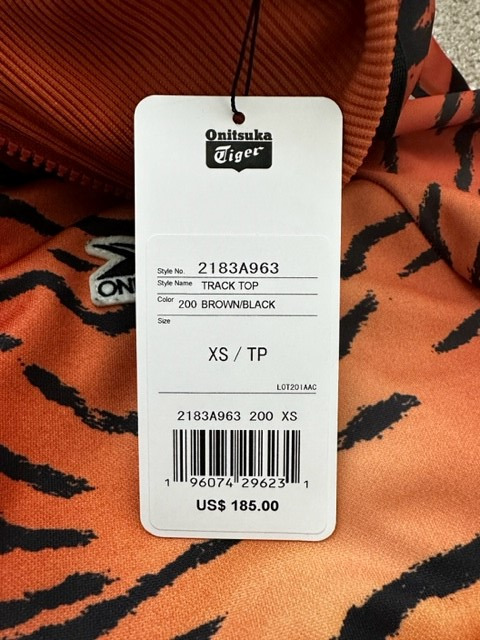 Onitsuka
Tiger
Style No. 2183A963
Style Name TRACK TOP
Color 200 BROWN/BLACK
Size
XS / TP
LOT201AAC
2183A963 200 XS
1 96074 29623 1
US$ 185.00